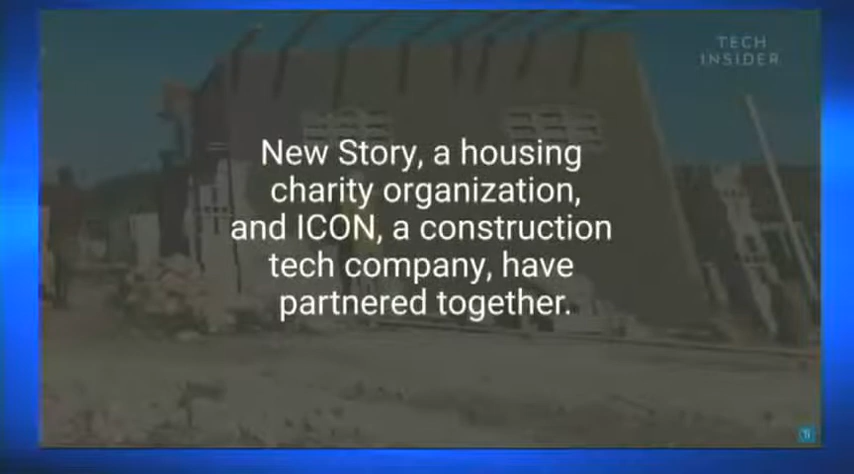 TECH
INSIDER
New Story, a housing
charity organization,
and ICON, a construction
tech company, have
partnered together.